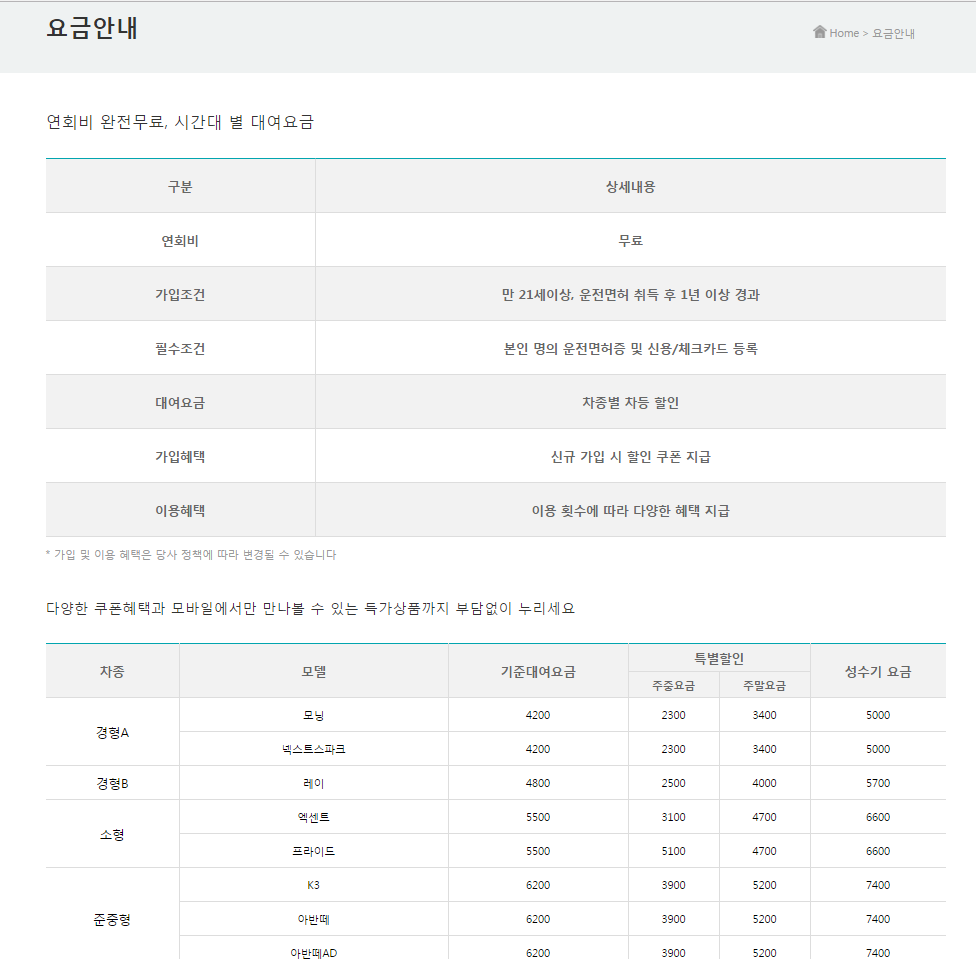 요금안내
Home > 요금안내
연회비 완전무료, 시간대 별 대여요금
구분 상세내용
연회비 무료
가입조건 만 21세이상, 운전면허 취득 후 1년 이상 경과
필수조건 본인 명의 운전면허증 및 신용/체크카드 등록
대여요금 차종별 차등 할인
가입혜택 신규 가입 시 할인 쿠폰 지급
이용혜택 이용 횟수에 따라 다양한 혜택 지급
* 가입 및 이용 혜택은 당사 정책에 따라 변경될 수 있습니다
다양한 쿠폰혜택과 모바일에서만 만나볼 수 있는 특가상품까지 부담없이 누리세요
차종 모델 기준대여요금 특별할인 성수기 요금
주중요금 주말요금
경형A 모닝 4200 2300 3400 5000
넥스트스파크 4200 2300 3400 5000
경형B 레이 4800 2500 4000 5700
소형 엑센트 5500 3100 4700 6600
프라이드 5500 5100 4700 6600
준중형 K3 6200 3900 5200 7400
아반떼 6200 3900 5200 7400
아반떼AD 6200 3900 5200 7400